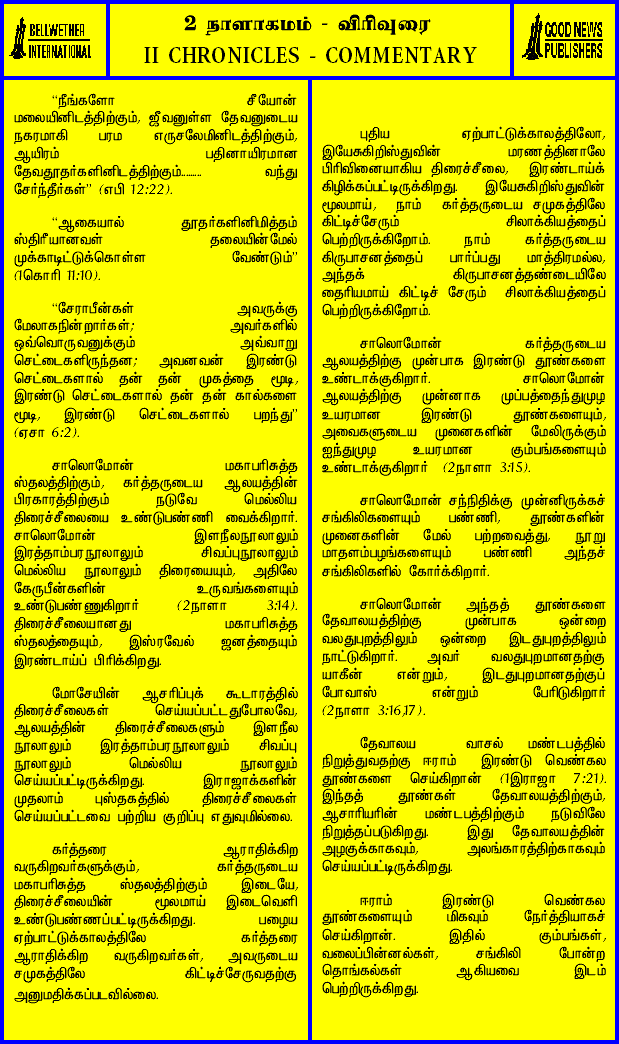 BELLWETHER
INTERNATIONAL
2 நாளாகமம் - விரிவுரை
II CHRONICLES - COMMENTARY
GOOD NEWS
PUBLISHERS
“நீங்களோ சீயோன்
மலையினிடத்திற்கும், ஜீவனுள்ள தேவனுடைய
நகரமாகி பரம எருசலேமினிடத்திற்கும்,
ஆயிரம் பதினாயிரமான
தேவதூதர்களினிடத்திற்கும்........ வந்து
சேர்ந்தீர்கள்” (எபி 12:22).
“ஆகையால் தூதர்களினிமித்தம்
ஸ்திரீயானவள் தலையின்மேல்
முக்காடிட்டுக்கொள்ள வேண்டும்”
(1கொரி 11:10).
“சேராபீன்கள் அவருக்கு
மேலாகநின்றார்கள்; அவர்களில்
ஒவ்வொருவனுக்கும் அவ்வாறு
செட்டைகளிருந்தன; அவனவன் இரண்டு
செட்டைகளால் தன் தன் முகத்தை மூடி,
இரண்டு செட்டைகளால் தன் தன் கால்களை
மூடி, இரண்டு செட்டைகளால் பறந்து”
(ஏசா 6:2).
சாலொமோன் மகாபரிசுத்த
ஸ்தலத்திற்கும், கர்த்தருடைய ஆலயத்தின்
பிரகாரத்திற்கும் நடுவே மெல்லிய
திரைச்சீலையை உண்டுபண்ணி வைக்கிறார்.
சாலொமோன் இளநீலநூலாலும்
இரத்தாம்பரநூலாலும் சிவப்புநூலாலும்
மெல்லிய நூலாலும் திரையையும், அதிலே
கேருபீன்களின் உருவங்களையும்
உண்டுபண்ணுகிறார் (2நாளா 3:14).
திரைச்சீலையானது மகாபரிசுத்த
ஸ்தலத்தையும், இஸ்ரவேல் ஜனத்தையும்
இரண்டாய்ப் பிரிக்கிறது.
மோசேயின் ஆசரிப்புக் கூடாரத்தில்
திரைச்சீலைகள் செய்யப்பட்டதுபோலவே,
ஆலயத்தின் திரைச்சீலைகளும் இளநீல
நூலாலும் இரத்தாம்பரநூலாலும் சிவப்பு
நூலாலும் மெல்லிய நூலாலும்
செய்யப்பட்டிருக்கிறது. இராஜாக்களின்
முதலாம் புஸ்தகத்தில் திரைச்சீலைகள்
செய்யப்பட்டவை பற்றிய குறிப்பு எதுவுமில்லை.
கர்த்தரை ஆராதிக்கிற
வருகிறவர்களுக்கும், கர்த்தருடைய
மகாபரிசுத்த ஸ்தலத்திற்கும் இடையே,
திரைச்சீலையின் மூலமாய் இடைவெளி
உண்டுபண்ணப்பட்டிருக்கிறது. பழைய
ஏற்பாட்டுக்காலத்திலே கர்த்தரை
ஆராதிக்கிற வருகிறவர்கள், அவருடைய
சமுகத்திலே கிட்டிச்சேருவதற்கு
அனுமதிக்கப்படவில்லை.
புதிய ஏற்பாட்டுக்காலத்திலோ,
இயேசுகிறிஸ்துவின் மரணத்தினாலே
பிரிவினையாகிய திரைச்சீலை, இரண்டாய்க்
கிழிக்கப்பட்டிருக்கிறது. இயேசுகிறிஸ்துவின்
மூலமாய், நாம் கர்த்தருடைய சமுகத்திலே
கிட்டிச்சேரும் சிலாக்கியத்தைப்
பெற்றிருக்கிறோம். நாம் கர்த்தருடைய
கிருபாசனத்தைப் பார்ப்பது மாத்திரமல்ல,
அந்தக் கிருபாசனத்தண்டையிலே
தைரியமாய் கிட்டிச் சேரும் சிலாக்கியத்தைப்
பெற்றிருக்கிறோம்.
சாலொமோன் கர்த்தருடைய
ஆலயத்திற்கு முன்பாக இரண்டு தூண்களை
உண்டாக்குகிறார். சாலொமோன்
ஆலயத்திற்கு முன்னாக முப்பத்தைந்துமுழ
உயரமான இரண்டு தூண்களையும்,
அவைகளுடைய முனைகளின் மேலிருக்கும்
ஐந்துமுழ உயரமான கும்பங்களையும்
உண்டாக்குகிறார் (2நாளா 3:15).
சாலொமோன் சந்நிதிக்கு முன்னிருக்கச்
சங்கிலிகளையும் பண்ணி, தூண்களின்
முனைகளின் மேல் பற்றவைத்து, நூறு
மாதளம்பழங்களையும் பண்ணி அந்தச்
சங்கிலிகளில் கோர்க்கிறார்.
சாலொமோன் அந்தத் தூண்களை
தேவாலயத்திற்கு முன்பாக ஒன்றை
வலதுபுறத்திலும் ஒன்றை இடதுபுறத்திலும்
நாட்டுகிறார். அவர் வலதுபுறமானதற்கு
யாகீன் என்றும், இடதுபுறமானதற்குப்
போவாஸ் என்றும் பேரிடுகிறார்
(2நாளா 3:16,17).
தேவாலய வாசல் மண்டபத்தில்
நிறுத்துவதற்கு ஈராம் இரண்டு வெண்கல
தூண்களை செய்கிறான் (1இராஜா 7:21).
இந்தத் தூண்கள் தேவாலயத்திற்கும்,
ஆசாரியரின் மண்டபத்திற்கும் நடுவிலே
நிறுத்தப்படுகிறது. இது தேவாலயத்தின்
அழகுக்காகவும், அலங்காரத்திற்காகவும்
செய்யப்பட்டிருக்கிறது.
ஈராம் இரண்டு வெண்கல
தூண்களையும் மிகவும் நேர்த்தியாகச்
செய்கிறான். இதில் கும்பங்கள்,
வலைப்பின்னல்கள், சங்கிலி போன்ற
தொங்கல்கள் ஆகியவை இடம்
பெற்றிருக்கிறது.